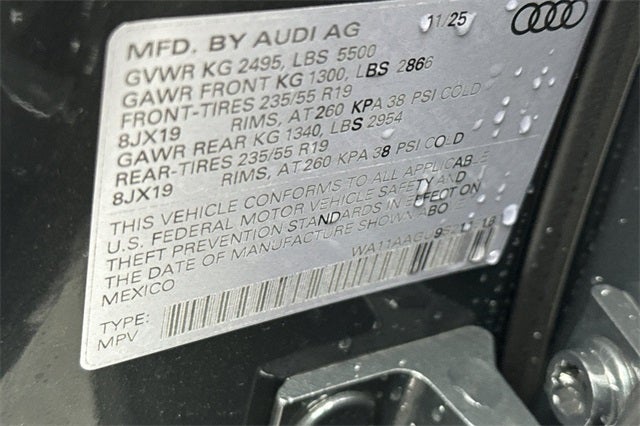 MFD. BY AUDI AG 11/25
GVWR KG 2495, LBS 5500
GAWR FRONT KG 1300, LBS 2866
FRONT-TIRES 235/55 R19
8JX19 RIMS, AT 260 KPA 38 PSI COLD
GAWR REAR KG 1340, LBS 2954
REAR-TIRES 235/55 R19
8JX19 RIMS, AT 260 KPA 38 PSI COLD
THIS VEHICLE CONFORMS TO ALL APPLICABLE
U.S. FEDERAL MOTOR VEHICLE SAFETY AND
THEFT PREVENTION STANDARDS IN EFFECT ON
THE DATE OF MANUFACTURE SHOWN ABOVE
MEXICO
TYPE:
MPV